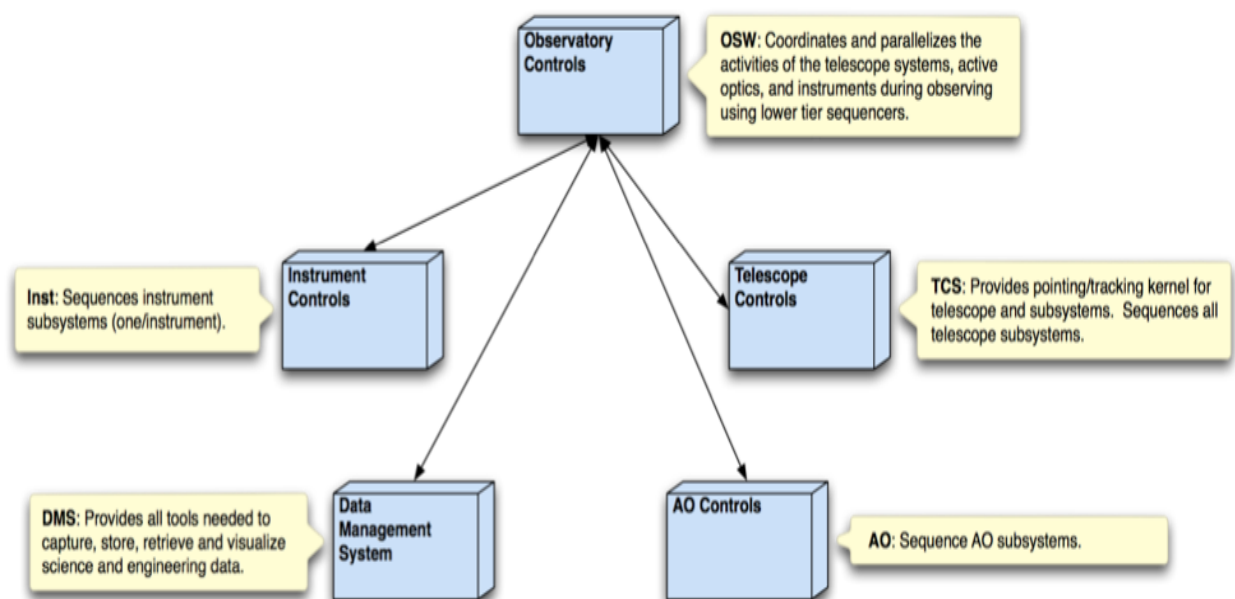 Observatory
Controls
OSW: Coordinates and parallelizes the
activities of the telescope systems, active
optics, and instruments during observing
using lower tier sequencers.
Instrument
Controls
Inst: Sequences instrument
subsystems (one/instrument).
Telescope
Controls
TCS: Provides pointing/tracking kernel for
telescope and subsystems. Sequences all
telescope subsystems.
Data
Management
System
DMS: Provides all tools needed to
capture, store, retrieve and visualize
science and engineering data.
AO Controls
AO: Sequence AO subsystems.